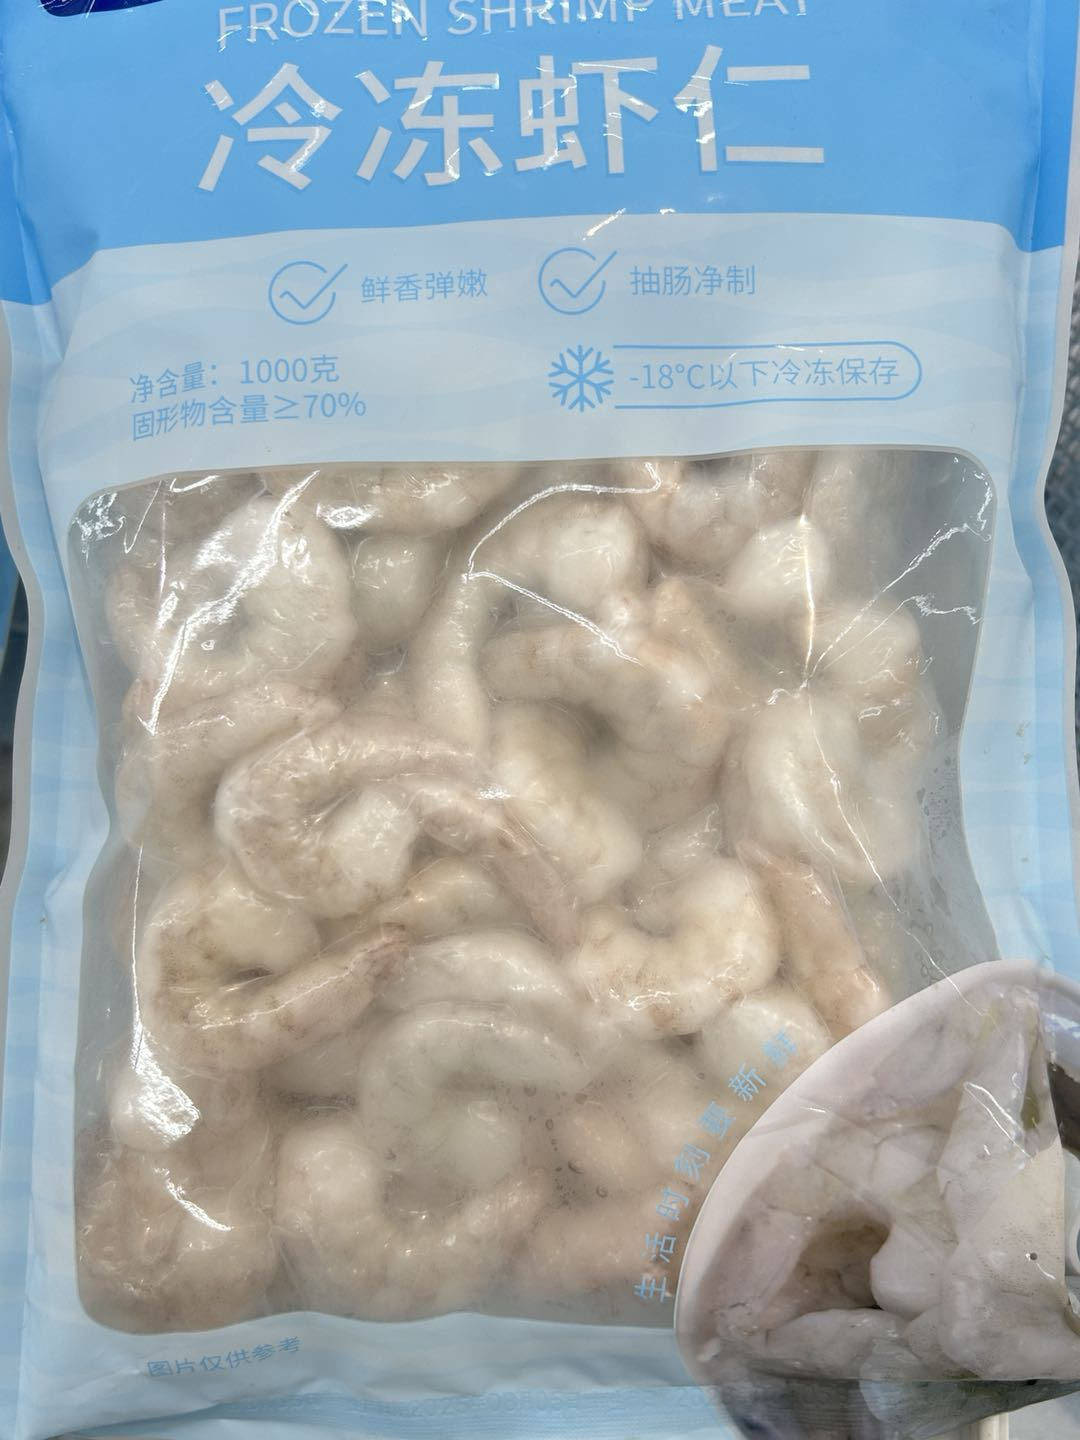 FROZEN SHRIMP MEAT
冷冻虾仁
鲜香弹嫩
抽肠净制
净含量：1000克
固形物含量≥70%
-18°C以下冷冻保存
生活时刻要新鲜
图片仅供参考